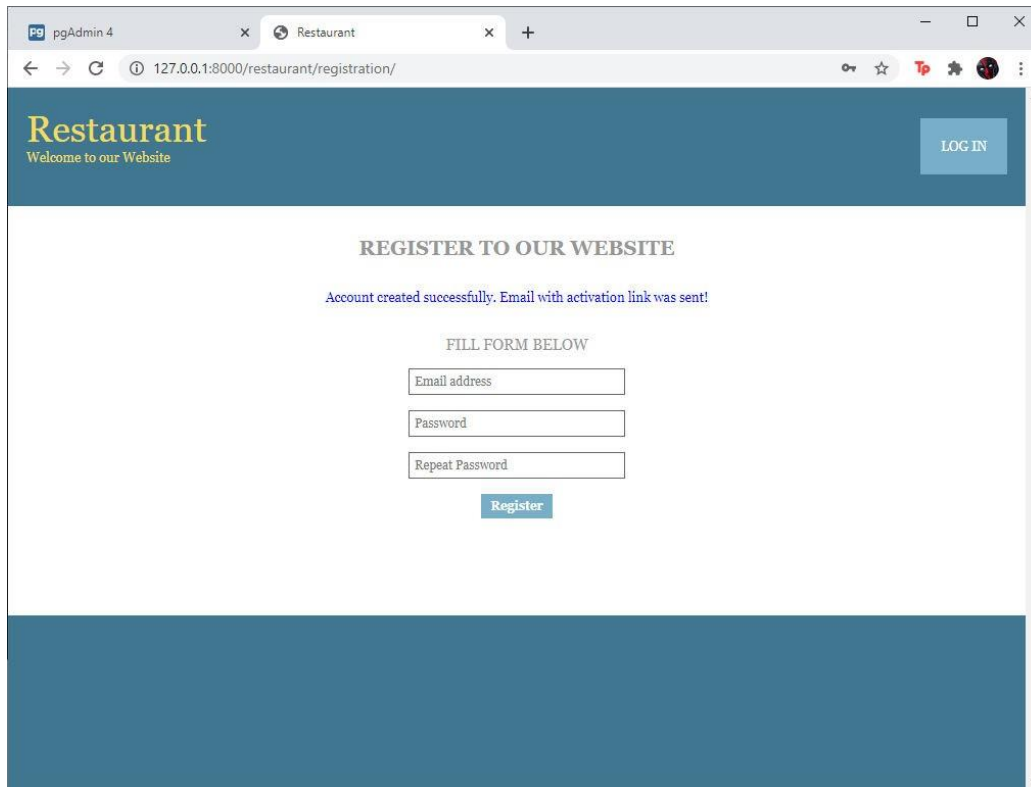 pgAdmin 4
Restaurant
127.0.0.1:8000/restaurant/registration/
Tp
Restaurant
Welcome to our Website
LOG IN
REGISTER TO OUR WEBSITE
Account created successfully. Email with activation link was sent!
FILL FORM BELOW
Email address
Password
Repeat Password
Register